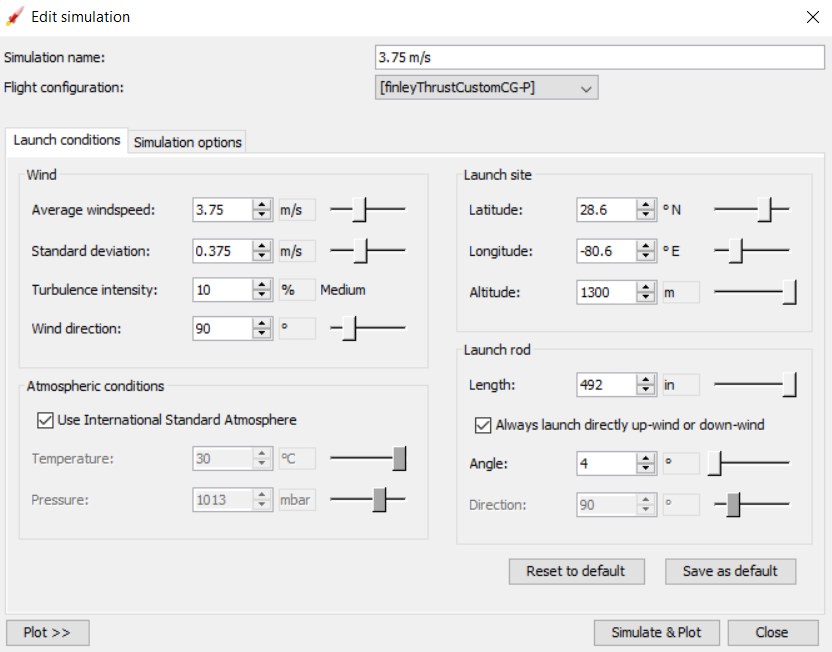 Edit simulation
Simulation name: 3.75 m/s
Flight configuration: [finleyThrustCustomCG-P]
Launch conditions Simulation options
Wind
Average windspeed: 3.75 m/s
Standard deviation: 0.375 m/s
Turbulence intensity: 10 % Medium
Wind direction: 90 °
Atmospheric conditions
Use International Standard Atmosphere
Temperature: 30 °C
Pressure: 1013 mbar
Launch site
Latitude: 28.6 ° N
Longitude: -80.6 ° E
Altitude: 1300 m
Launch rod
Length: 492 in
Always launch directly up-wind or down-wind
Angle: 4 °
Direction: 90 °
Reset to default Save as default
Plot >> Simulate & Plot Close